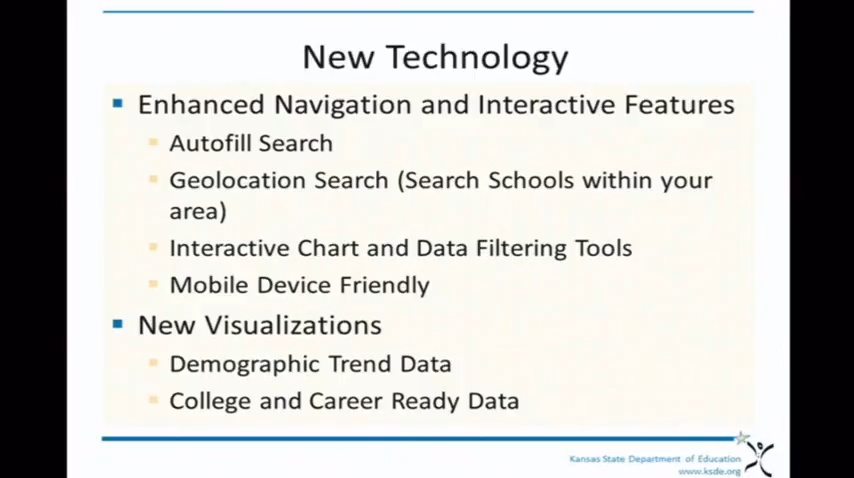 New Technology
Enhanced Navigation and Interactive Features
Autofill Search
Geolocation Search (Search Schools within your
area)
Interactive Chart and Data Filtering Tools
Mobile Device Friendly
New Visualizations
Demographic Trend Data
College and Career Ready Data
Kansas State Department of Education
www.ksde.org